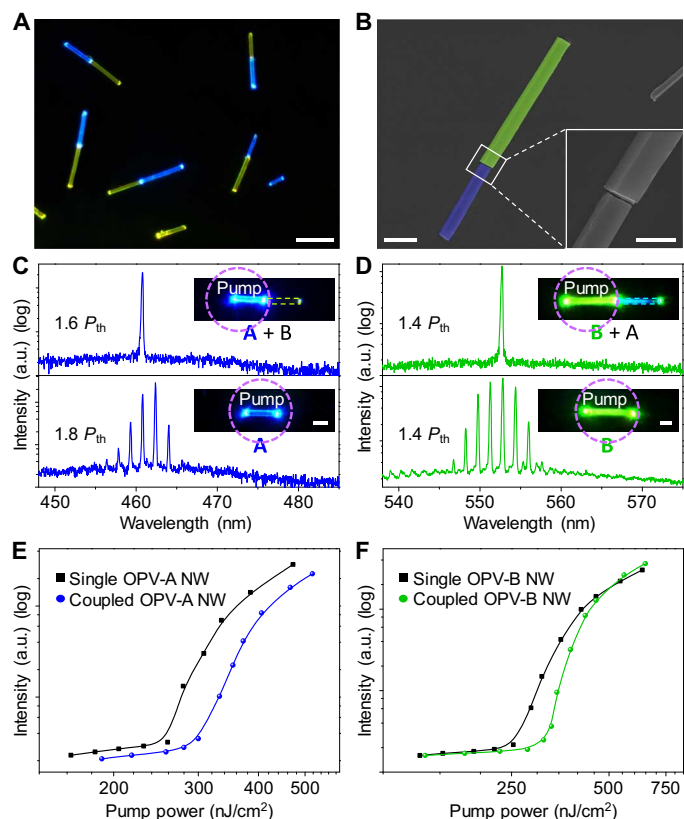 A
B
C
Intensity (a.u.) (log)
1.6 Pth
Pump
A + B
1.8 Pth
Pump
A
450 460 470 480
Wavelength (nm)
D
Intensity (a.u.) (log)
1.4 Pth
Pump
B + A
1.4 Pth
Pump
B
540 550 560 570
Wavelength (nm)
E
Intensity (a.u.) (log)
Single OPV-A NW
Coupled OPV-A NW
200 300 400 500
Pump power (nJ/cm²)
F
Intensity (a.u.) (log)
Single OPV-B NW
Coupled OPV-B NW
250 500 750
Pump power (nJ/cm²)